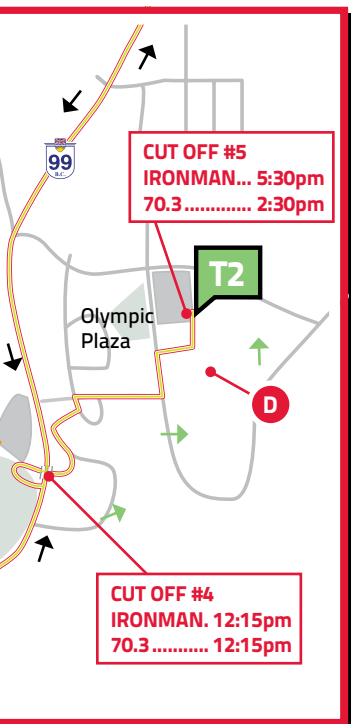 99
B.C.
CUT OFF #5
IRONMAN... 5:30pm
70.3 ............. 2:30pm
T2
Olympic
Plaza
D
CUT OFF #4
IRONMAN. 12:15pm
70.3 ........... 12:15pm